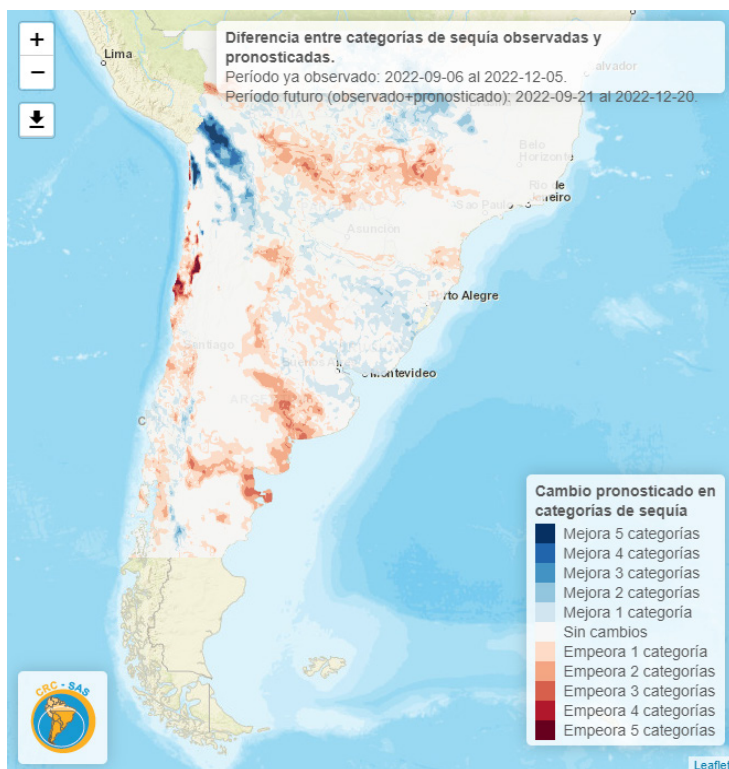 +
−
Diferencia entre categorías de sequía observadas y
pronosticadas.
Período ya observado: 2022-09-06 al 2022-12-05.
Período futuro (observado+pronosticado): 2022-09-21 al 2022-12-20.
Lima
Salvador
Belo
Horizonte
Rio de
Janeiro
Sao Paulo
Asunción
Porto Alegre
Santiago
Buenos Aires
Montevideo
ARGENTINA
C
Cambio pronosticado en
categorías de sequía
Mejora 5 categorías
Mejora 4 categorías
Mejora 3 categorías
Mejora 2 categorías
Mejora 1 categoría
Sin cambios
Empeora 1 categoría
Empeora 2 categorías
Empeora 3 categorías
Empeora 4 categorías
Empeora 5 categorías
CRC - SAS
Leaflet